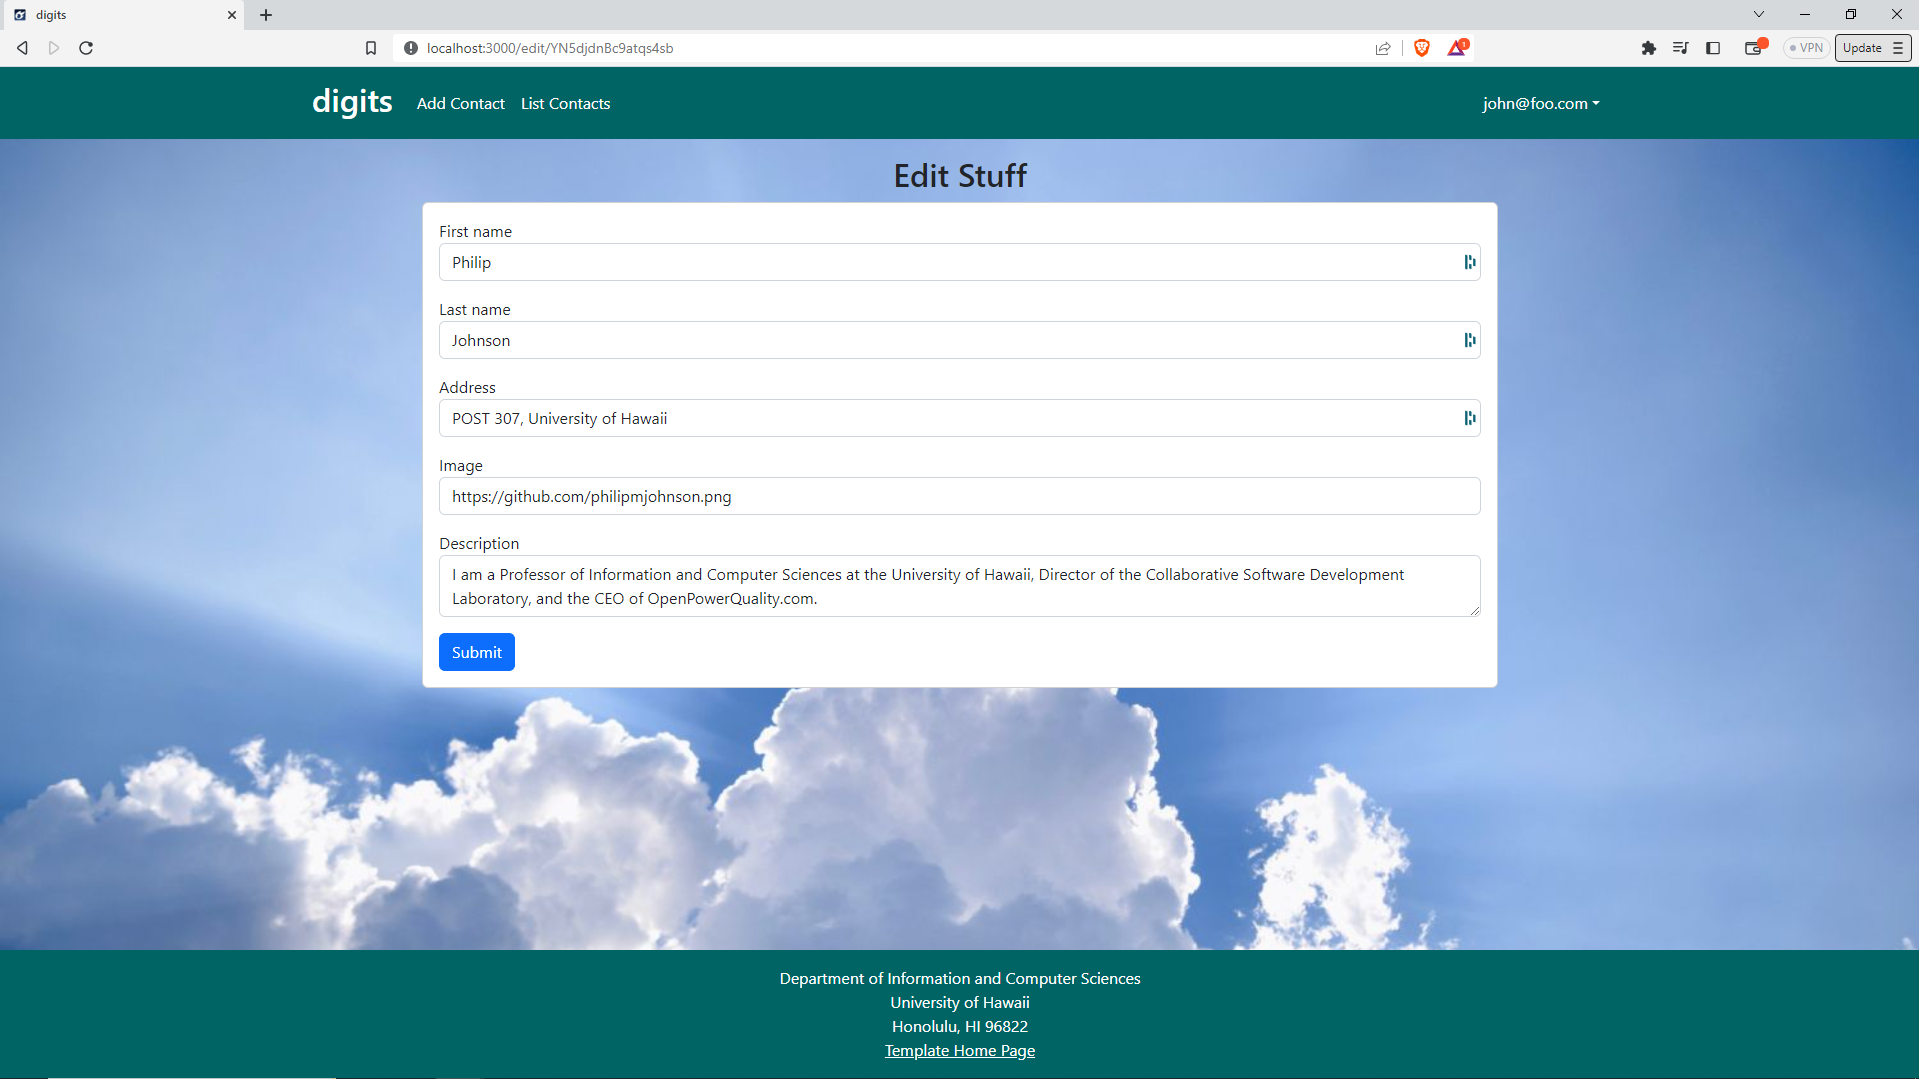 digits
localhost:3000/edit/YN5djdnBc9atqs4sb
1
VPN
Update
digits
Add Contact
List Contacts
john@foo.com
Edit Stuff
First name
Philip
Last name
Johnson
Address
POST 307, University of Hawaii
Image
https://github.com/philipmjohnson.png
Description
I am a Professor of Information and Computer Sciences at the University of Hawaii, Director of the Collaborative Software Development
Laboratory, and the CEO of OpenPowerQuality.com.
Submit
Department of Information and Computer Sciences
University of Hawaii
Honolulu, HI 96822
Template Home Page